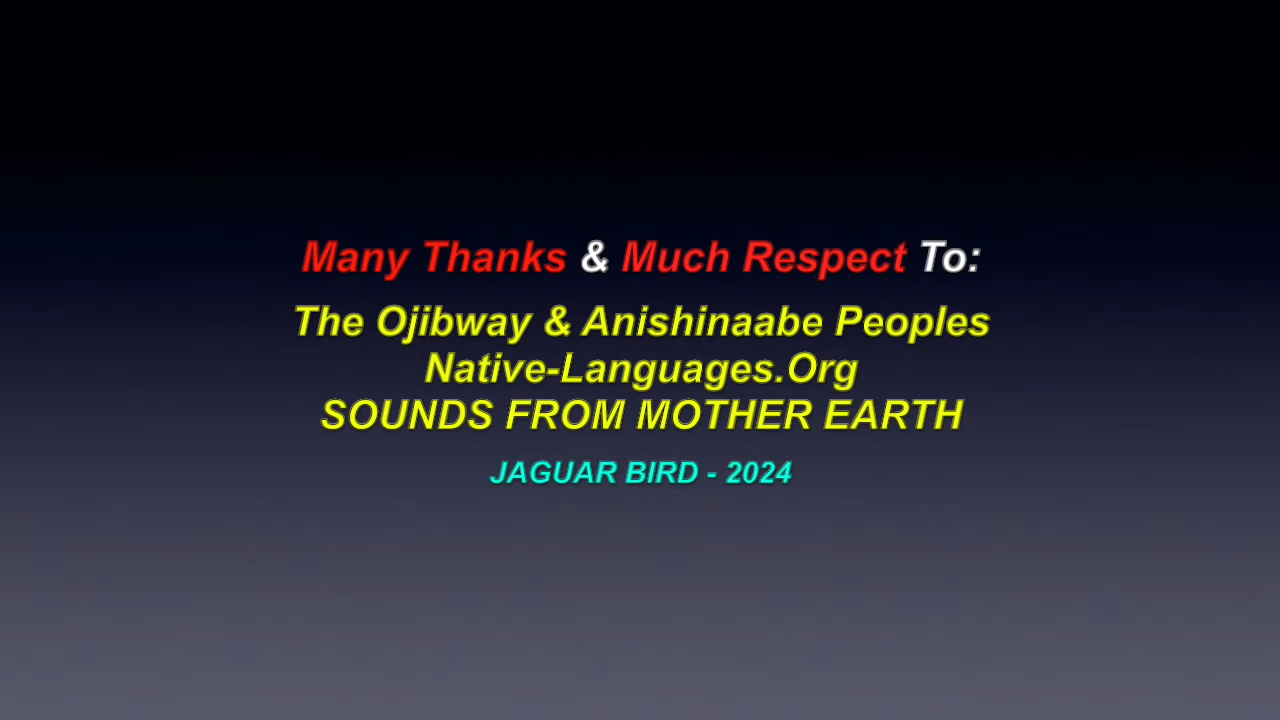 Many Thanks & Much Respect To:
The Ojibway & Anishinaabe Peoples
Native-Languages.Org
SOUNDS FROM MOTHER EARTH
JAGUAR BIRD - 2024